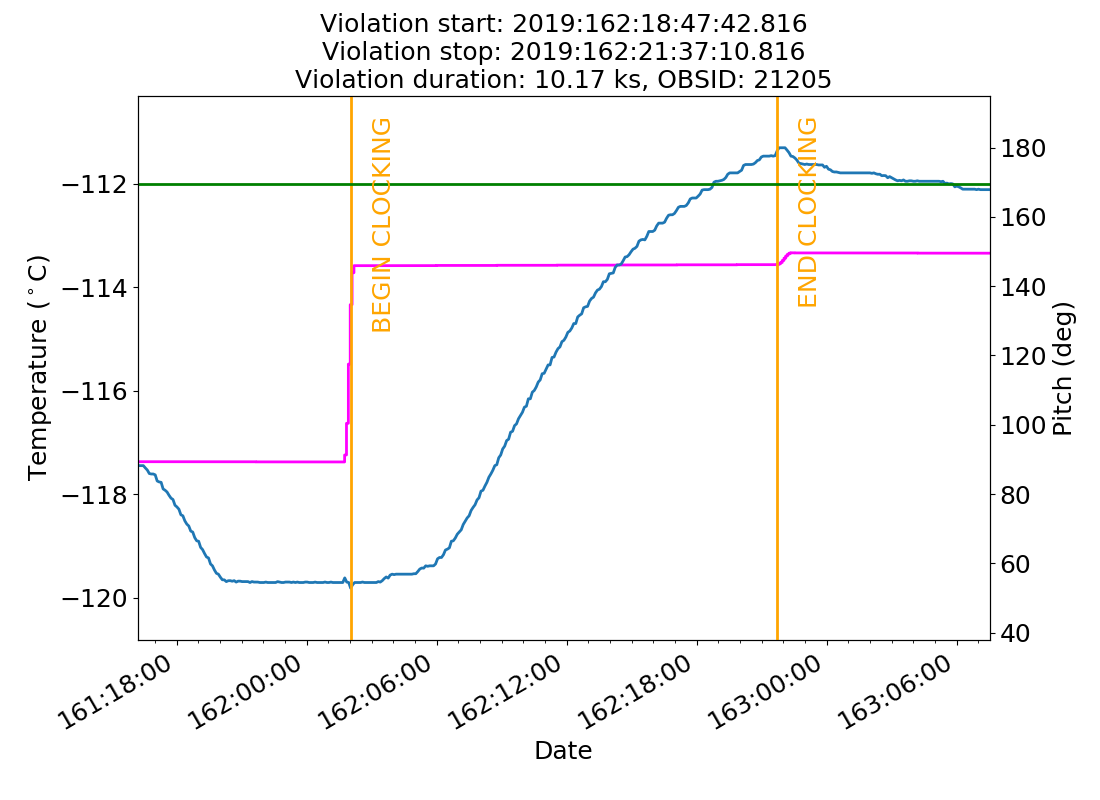 Violation start: 2019:162:18:47:42.816
Violation stop: 2019:162:21:37:10.816
Violation duration: 10.17 ks, OBSID: 21205
BEGIN CLOCKING
END CLOCKING
Temperature (°C)
−112
−114
−116
−118
−120
Pitch (deg)
180
160
140
120
100
80
60
40
161:18:00
162:00:00
162:06:00
162:12:00
162:18:00
163:00:00
163:06:00
Date